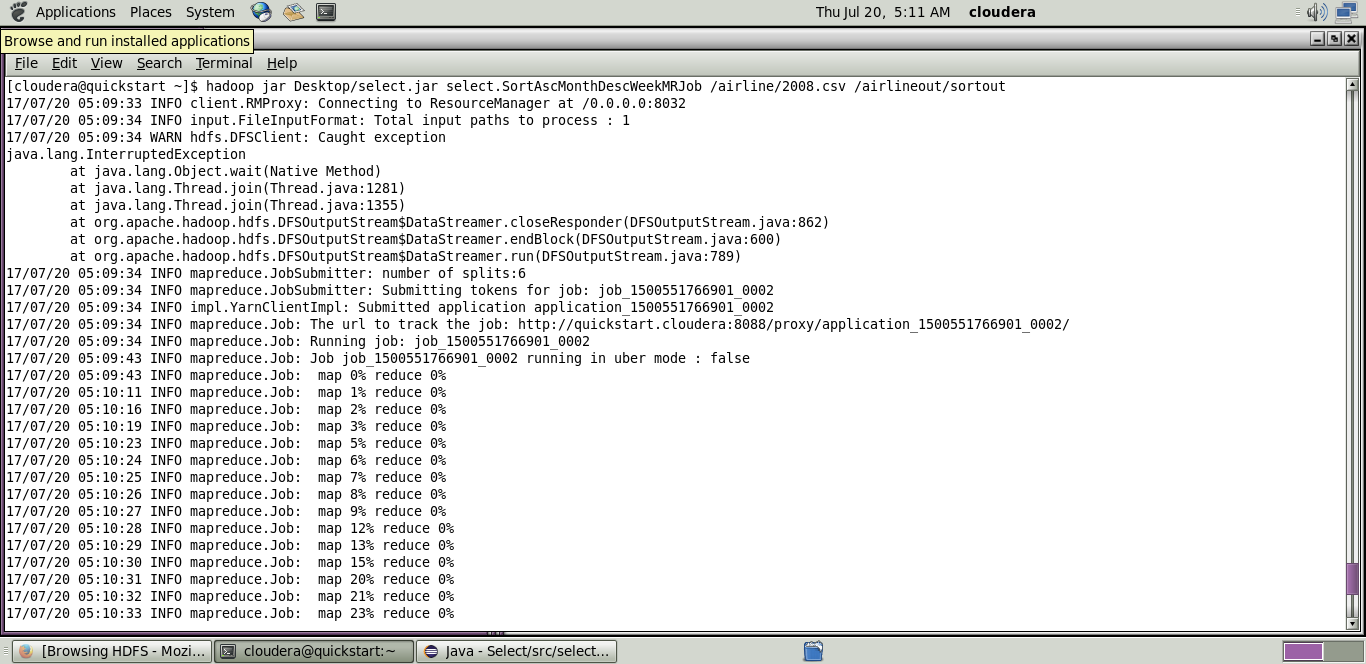 Applications Places System Thu Jul 20, 5:11 AM cloudera
Browse and run installed applications
File Edit View Search Terminal Help
[cloudera@quickstart ~]$ hadoop jar Desktop/select.jar select.SortAscMonthDescWeekMRJob /airline/2008.csv /airlineout/sortout
17/07/20 05:09:33 INFO client.RMProxy: Connecting to ResourceManager at /0.0.0.0:8032
17/07/20 05:09:34 INFO input.FileInputFormat: Total input paths to process : 1
17/07/20 05:09:34 WARN hdfs.DFSClient: Caught exception
java.lang.InterruptedException
        at java.lang.Object.wait(Native Method)
        at java.lang.Thread.join(Thread.java:1281)
        at java.lang.Thread.join(Thread.java:1355)
        at org.apache.hadoop.hdfs.DFSOutputStream$DataStreamer.closeResponder(DFSOutputStream.java:862)
        at org.apache.hadoop.hdfs.DFSOutputStream$DataStreamer.endBlock(DFSOutputStream.java:600)
        at org.apache.hadoop.hdfs.DFSOutputStream$DataStreamer.run(DFSOutputStream.java:789)
17/07/20 05:09:34 INFO mapreduce.JobSubmitter: number of splits:6
17/07/20 05:09:34 INFO mapreduce.JobSubmitter: Submitting tokens for job: job_1500551766901_0002
17/07/20 05:09:34 INFO impl.YarnClientImpl: Submitted application application_1500551766901_0002
17/07/20 05:09:34 INFO mapreduce.Job: The url to track the job: http://quickstart.cloudera:8088/proxy/application_1500551766901_0002/
17/07/20 05:09:34 INFO mapreduce.Job: Running job: job_1500551766901_0002
17/07/20 05:09:43 INFO mapreduce.Job: Job job_1500551766901_0002 running in uber mode : false
17/07/20 05:09:43 INFO mapreduce.Job:  map 0% reduce 0%
17/07/20 05:10:11 INFO mapreduce.Job:  map 1% reduce 0%
17/07/20 05:10:16 INFO mapreduce.Job:  map 2% reduce 0%
17/07/20 05:10:19 INFO mapreduce.Job:  map 3% reduce 0%
17/07/20 05:10:23 INFO mapreduce.Job:  map 5% reduce 0%
17/07/20 05:10:24 INFO mapreduce.Job:  map 6% reduce 0%
17/07/20 05:10:25 INFO mapreduce.Job:  map 7% reduce 0%
17/07/20 05:10:26 INFO mapreduce.Job:  map 8% reduce 0%
17/07/20 05:10:27 INFO mapreduce.Job:  map 9% reduce 0%
17/07/20 05:10:28 INFO mapreduce.Job:  map 12% reduce 0%
17/07/20 05:10:29 INFO mapreduce.Job:  map 13% reduce 0%
17/07/20 05:10:30 INFO mapreduce.Job:  map 15% reduce 0%
17/07/20 05:10:31 INFO mapreduce.Job:  map 20% reduce 0%
17/07/20 05:10:32 INFO mapreduce.Job:  map 21% reduce 0%
17/07/20 05:10:33 INFO mapreduce.Job:  map 23% reduce 0%
[Browsing HDFS - Mozi... cloudera@quickstart:~ Java - Select/src/select...